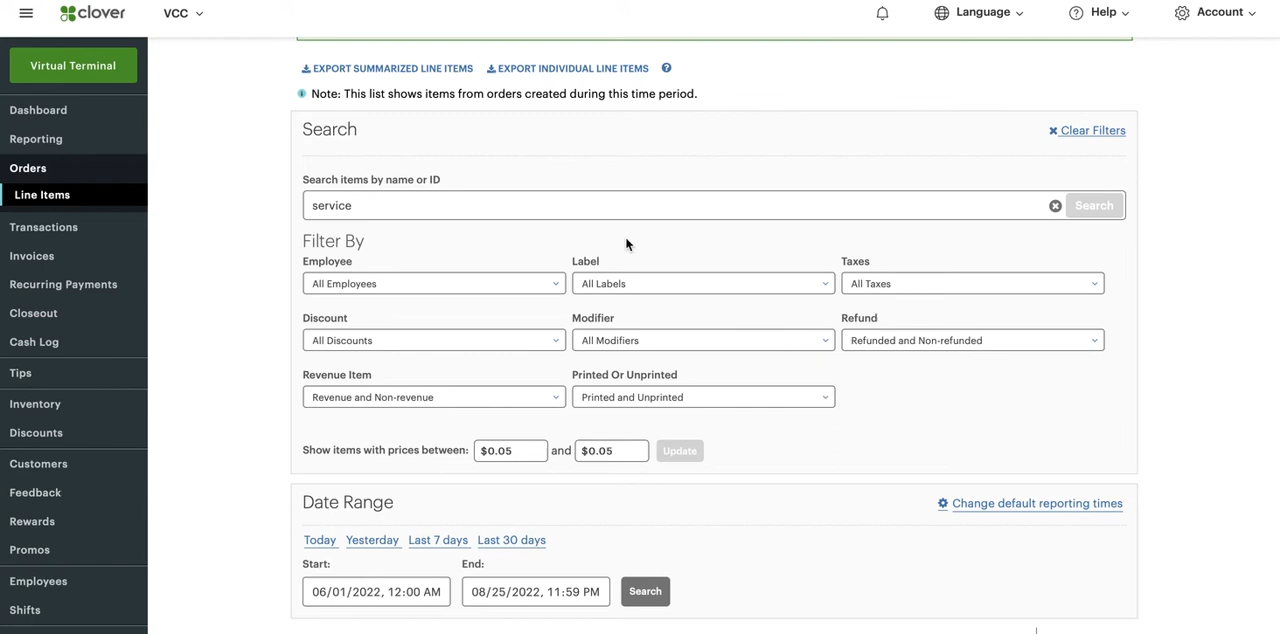 clover
VCC
Language
Help
Account
Virtual Terminal
Dashboard
Reporting
Orders
Line Items
Transactions
Invoices
Recurring Payments
Closeout
Cash Log
Tips
Inventory
Discounts
Customers
Feedback
Rewards
Promos
Employees
Shifts
EXPORT SUMMARIZED LINE ITEMS EXPORT INDIVIDUAL LINE ITEMS
Note: This list shows items from orders created during this time period.
Search
Clear Filters
Search items by name or ID
service
Search
Filter By
Employee Label Taxes
All Employees All Labels All Taxes
Discount Modifier Refund
All Discounts All Modifiers Refunded and Non-refunded
Revenue Item Printed Or Unprinted
Revenue and Non-revenue Printed and Unprinted
Show items with prices between: $0.05 and $0.05 Update
Date Range
Change default reporting times
Today Yesterday Last 7 days Last 30 days
Start: End:
06/01/2022, 12:00 AM 08/25/2022, 11:59 PM Search